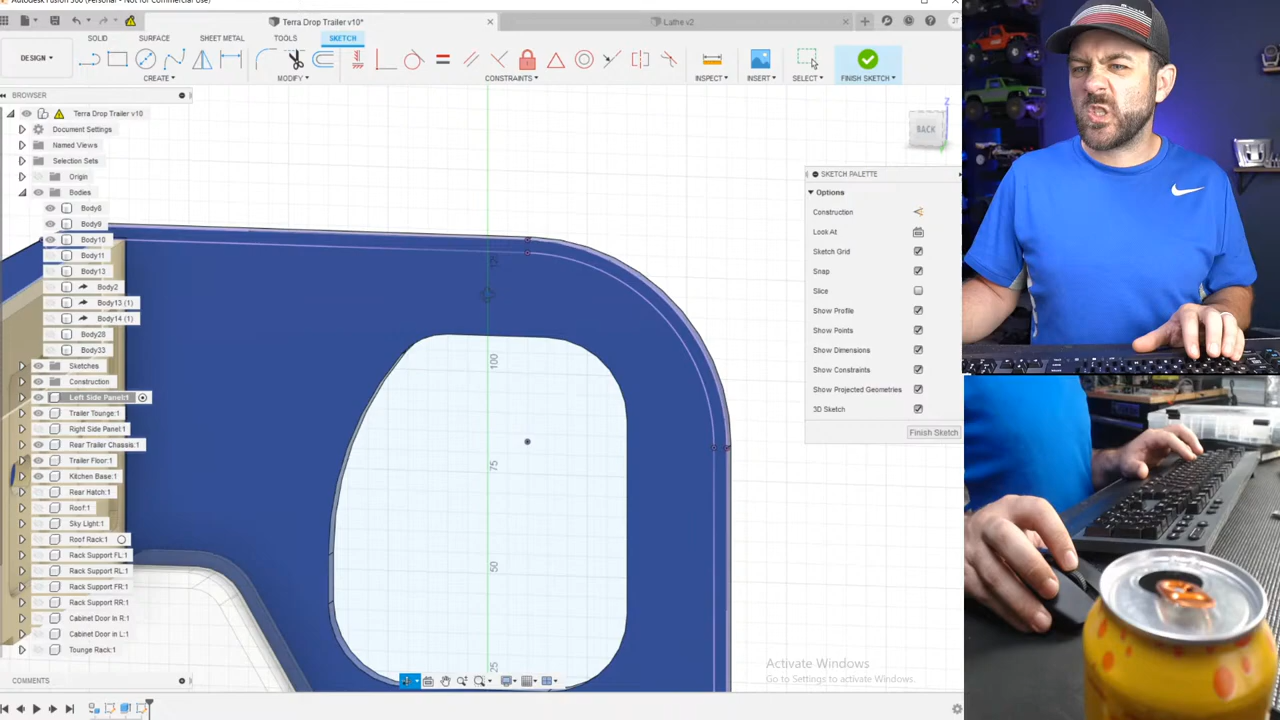 Autodesk Fusion 360 (Personal - Not for Commercial Use)
Terra Drop Trailer v10*
Lathe v2
SOLID
SURFACE
SHEET METAL
TOOLS
SKETCH
DESIGN
CREATE
MODIFY
CONSTRAINTS
INSPECT
INSERT
SELECT
FINISH SKETCH
BROWSER
Terra Drop Trailer v10
Document Settings
Named Views
Selection Sets
Origin
Bodies
Body8
Body9
Body10
Body11
Body13
Body2
Body13 (1)
Body14 (1)
Body28
Body33
Sketches
Construction
Left Side Panel:1
Trailer Tounge:1
Right Side Panel:1
Rear Trailer Chassis:1
Trailer Floor:1
Kitchen Base:1
Rear Hatch:1
Roof:1
Sky Light:1
Roof Rack:1
Rack Support FL:1
Rack Support RL:1
Rack Support FR:1
Rack Support RR:1
Cabinet Door In R:1
Cabinet Door in L:1
Tounge Rack:1
COMMENTS
100
75
50
25
Z
BACK
SKETCH PALETTE
Options
Construction
Look At
Sketch Grid
Snap
Slice
Show Profile
Show Points
Show Dimensions
Show Constraints
Show Projected Geometries
3D Sketch
Finish Sketch
Activate Windows
Go to Settings to activate Windows.